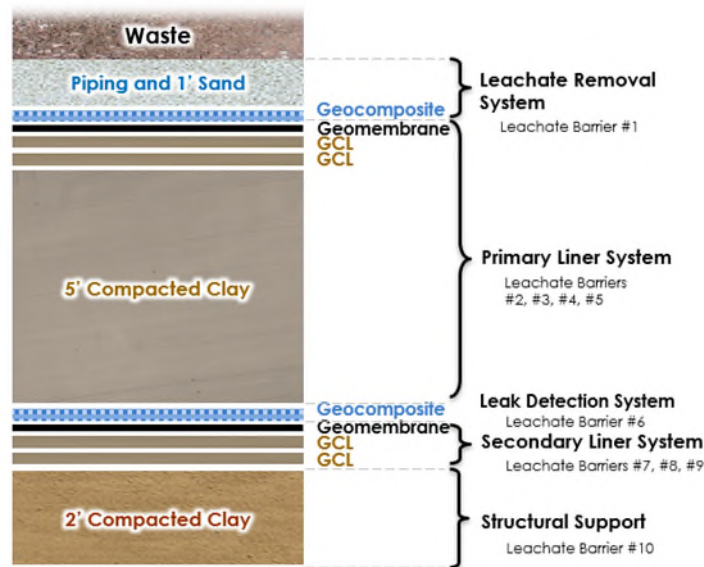 Waste
Piping and 1' Sand
Geocomposite
Geomembrane
GCL
GCL
5' Compacted Clay
Geocomposite
Geomembrane
GCL
GCL
2' Compacted Clay
Leachate Removal
System
Leachate Barrier #1
Primary Liner System
Leachate Barriers
#2, #3, #4, #5
Leak Detection System
Leachate Barrier #6
Secondary Liner System
Leachate Barriers #7, #8, #9
Structural Support
Leachate Barrier #10